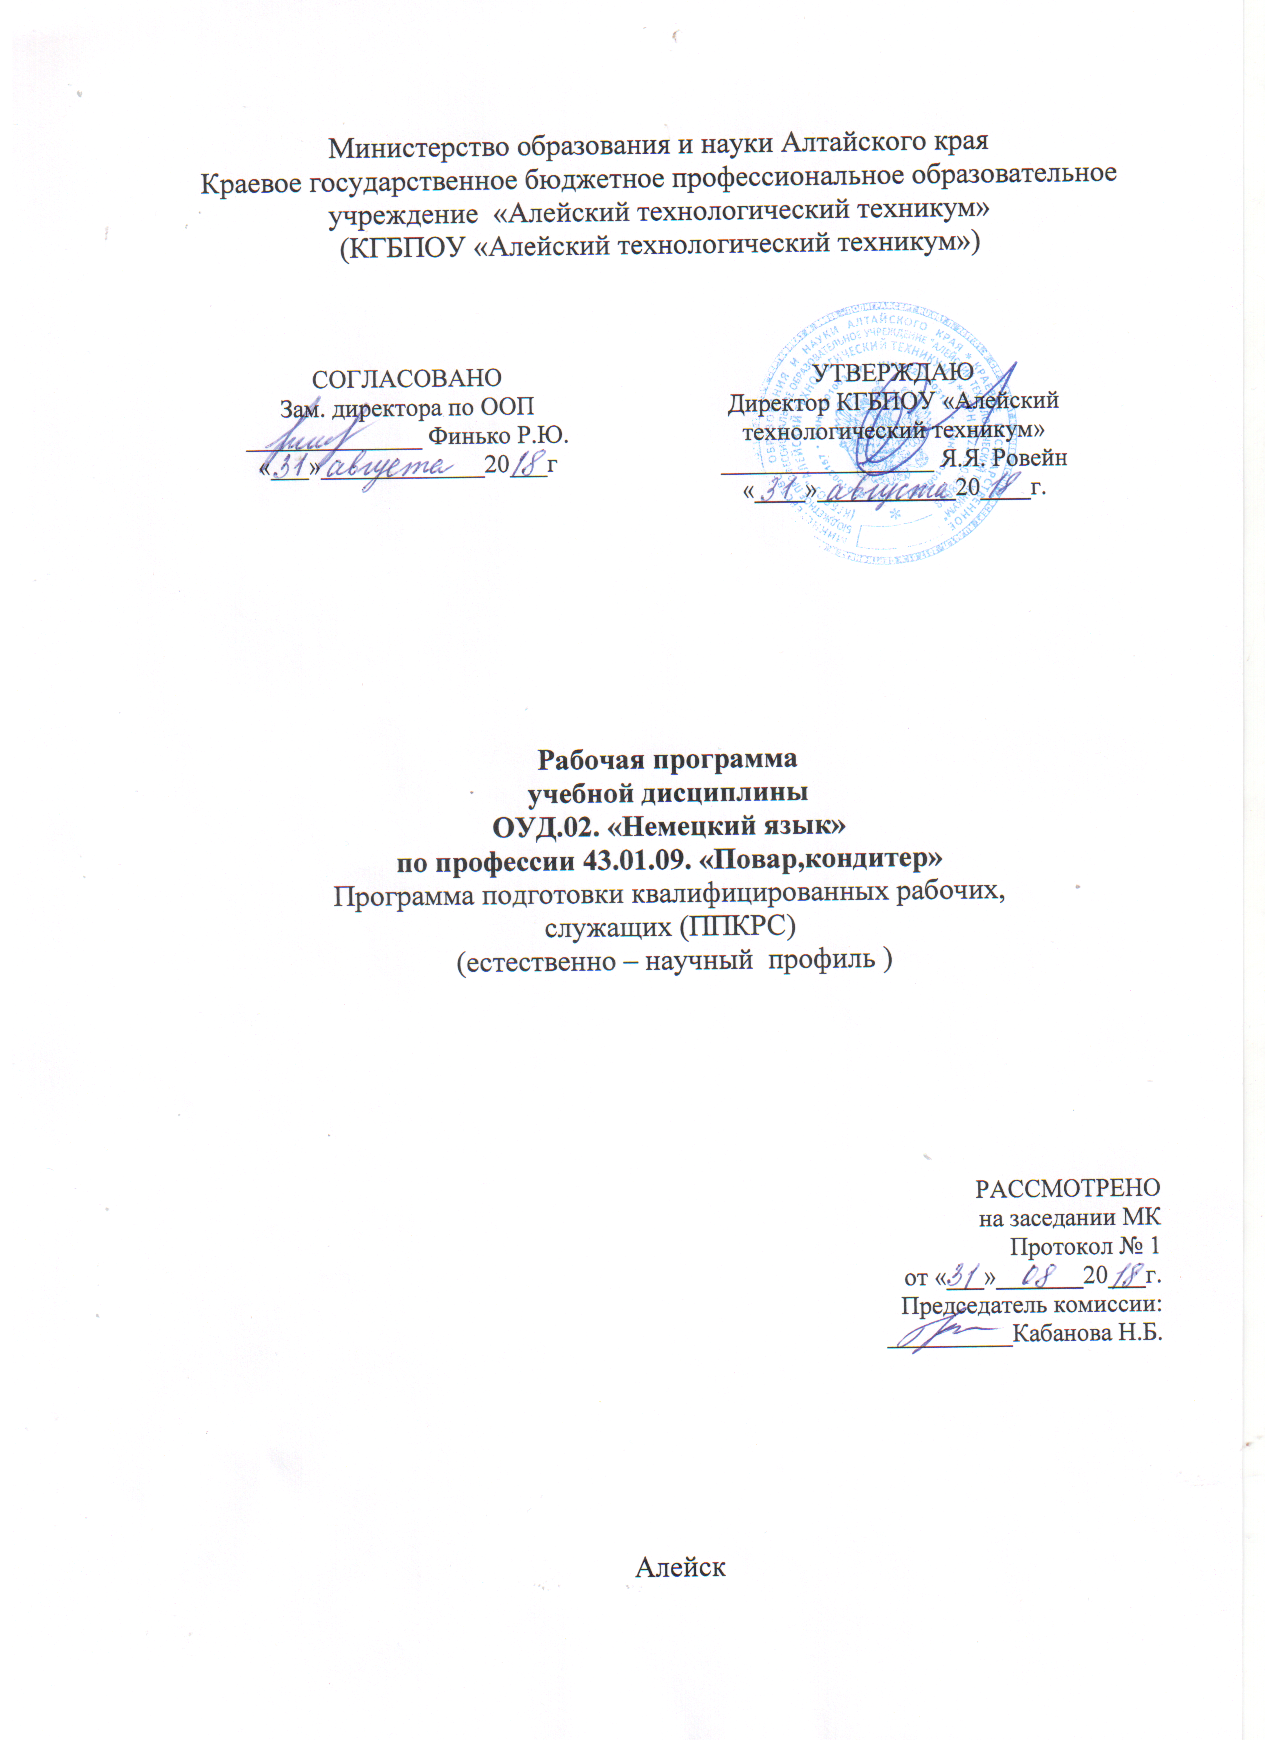 Министерство образования и науки Алтайского края
Краевое государственное бюджетное профессиональное образовательное
учреждение «Алейский технологический техникум»
(КГБПОУ «Алейский технологический техникум»)
СОГЛАСОВАНО
Зам. директора по ООП
______________ Финько Р.Ю.
«31» августа 2018 г
УТВЕРЖДАЮ
Директор КГБПОУ «Алейский
технологический техникум»
_________________ Я.Я. Ровейн
«31» августа 2018 г.
Рабочая программа
учебной дисциплины
ОУД.02. «Немецкий язык»
по профессии 43.01.09. «Повар,кондитер»
Программа подготовки квалифицированных рабочих,
служащих (ППКРС)
(естественно – научный профиль )
РАССМОТРЕНО
на заседании МК
Протокол № 1
от «31» 08 2018 г.
Председатель комиссии:
__________Кабанова Н.Б.
Алейск